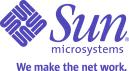 Sun
microsystems
We make the net work.